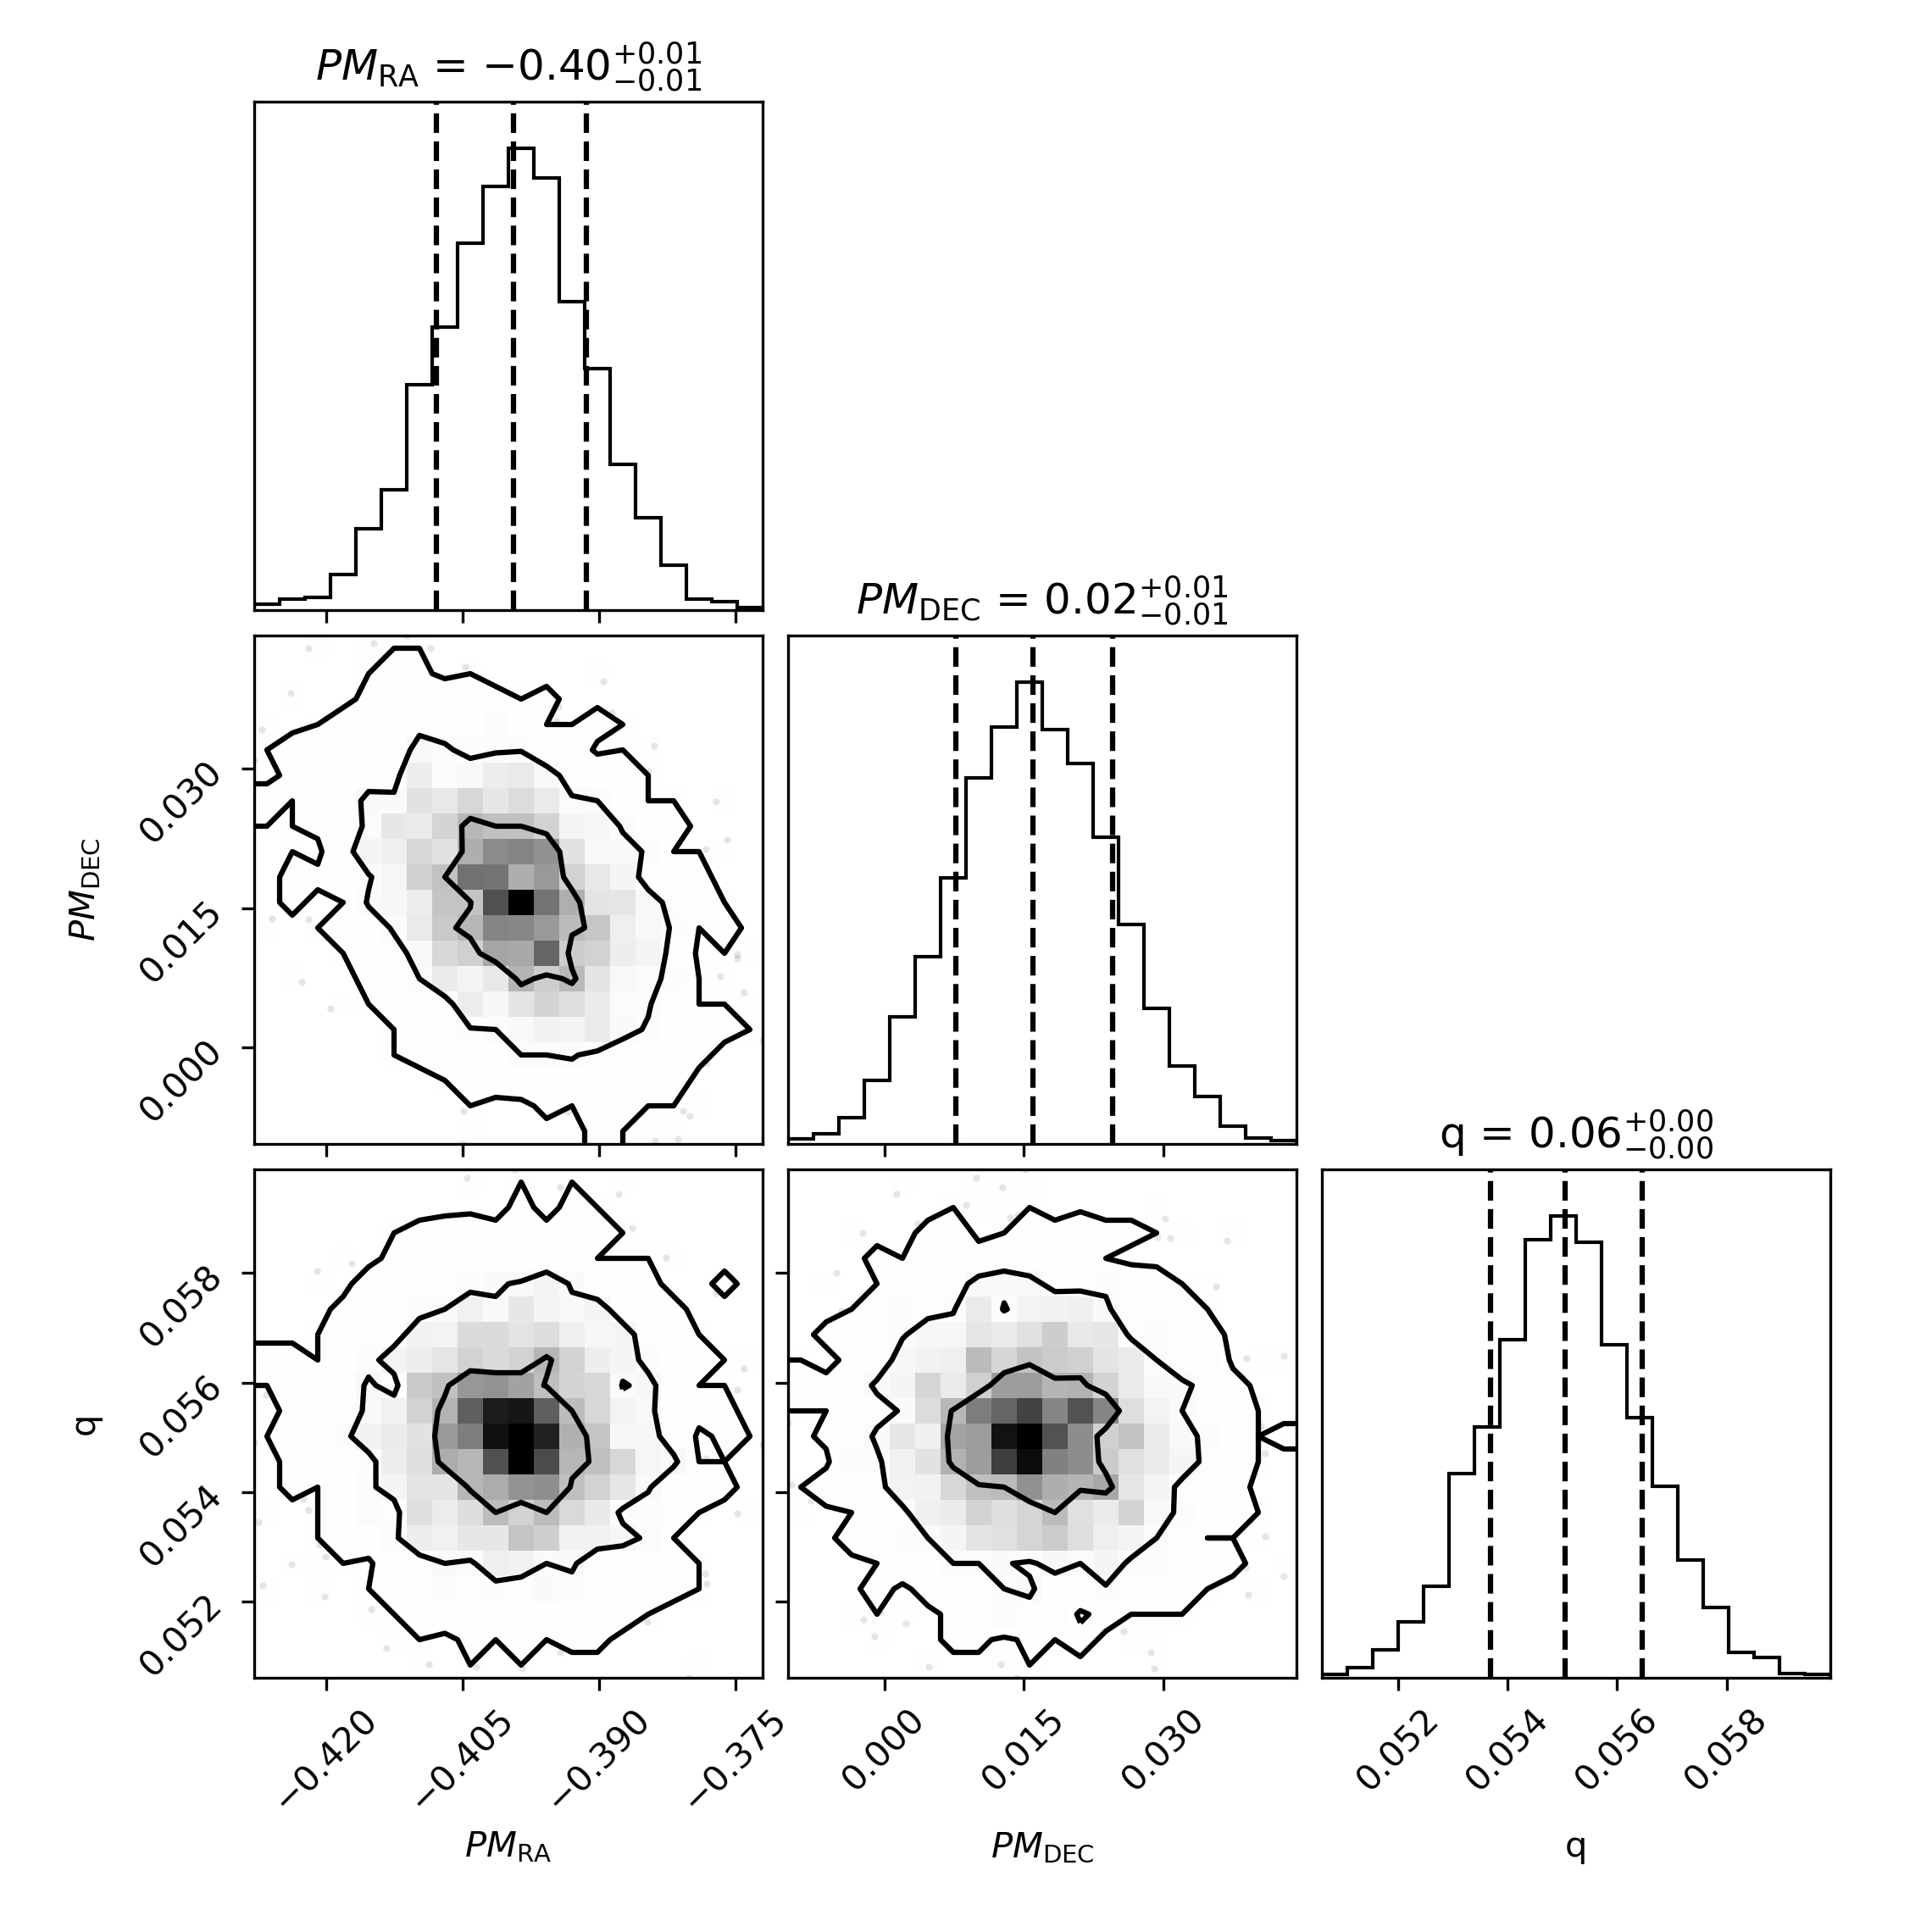 PM_RA = −0.40 +0.01 −0.01
PM_DEC = 0.02 +0.01 −0.01
q = 0.06 +0.00 −0.00
PM_DEC
0.030
0.015
0.000
q
0.058
0.056
0.054
0.052
−0.420 −0.405 −0.390 −0.375
0.000 0.015 0.030
0.052 0.054 0.056 0.058
PM_RA
PM_DEC
q